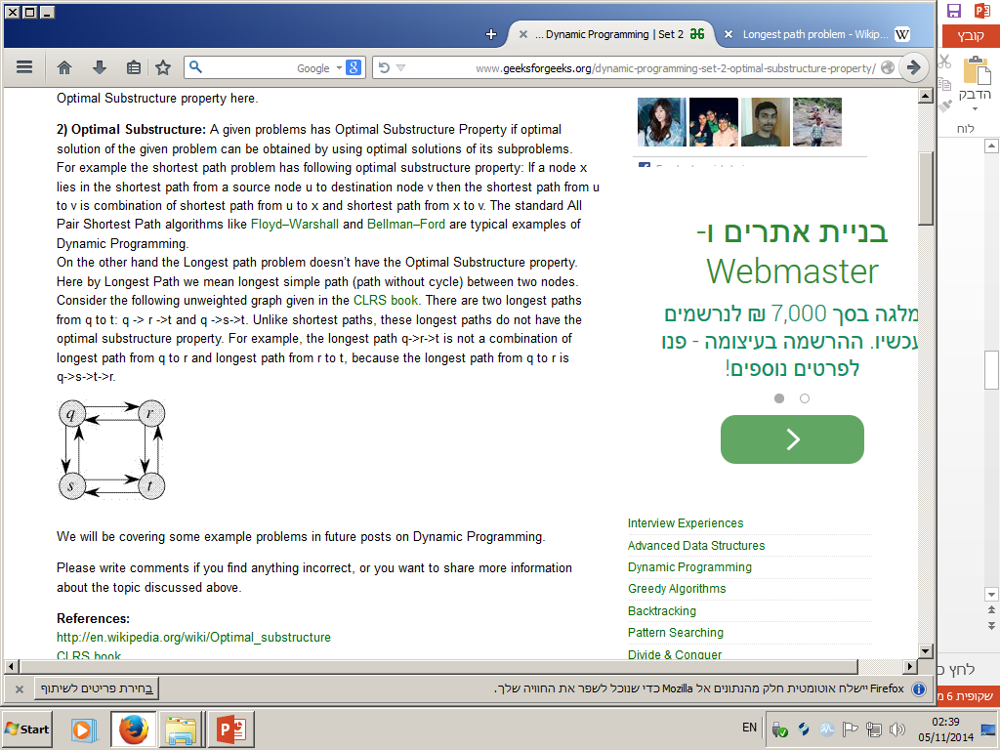 ... Dynamic Programming | Set 2
Longest path problem - Wikip...
W
קובץ
Google
8
www.geeksforgeeks.org/dynamic-programming-set-2-optimal-substructure-property/
הדבק
לוח
Optimal Substructure property here.
2) Optimal Substructure: A given problems has Optimal Substructure Property if optimal
solution of the given problem can be obtained by using optimal solutions of its subproblems.
For example the shortest path problem has following optimal substructure property: If a node x
lies in the shortest path from a source node u to destination node v then the shortest path from u
to v is combination of shortest path from u to x and shortest path from x to v. The standard All
Pair Shortest Path algorithms like Floyd–Warshall and Bellman–Ford are typical examples of
Dynamic Programming.
On the other hand the Longest path problem doesn't have the Optimal Substructure property.
Here by Longest Path we mean longest simple path (path without cycle) between two nodes.
Consider the following unweighted graph given in the CLRS book. There are two longest paths
from q to t: q -> r ->t and q ->s->t. Unlike shortest paths, these longest paths do not have the
optimal substructure property. For example, the longest path q->r->t is not a combination of
longest path from q to r and longest path from r to t, because the longest path from q to r is
q->s->t->r.
q
r
s
t
We will be covering some example problems in future posts on Dynamic Programming.
Please write comments if you find anything incorrect, or you want to share more information
about the topic discussed above.
References:
http://en.wikipedia.org/wiki/Optimal_substructure
CLRS book
בניית אתרים ו-
Webmaster
מלגה בסך 7,000 ₪ לנרשמים
עכשיו. ההרשמה בעיצומה - פנו
לפרטים נוספים!
Interview Experiences
Advanced Data Structures
Dynamic Programming
Greedy Algorithms
Backtracking
Pattern Searching
Divide & Conquer
לחץ כ
שקופית 6 מ
Firefox יישלח אוטומטית חלק מהנתונים אל Mozilla כדי שנוכל לשפר את החוויה שלך.
בחירת פריטים לשיתוף
Start
EN
02:39
05/11/2014